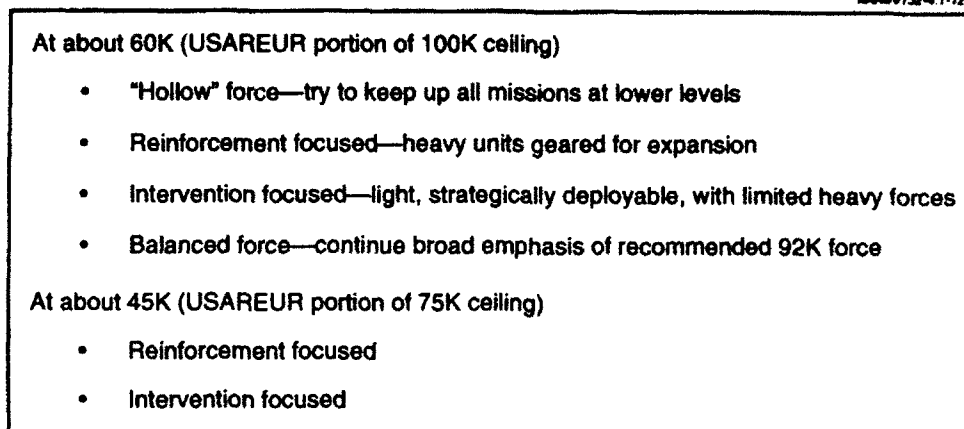 At about 60K (USAREUR portion of 100K ceiling)
• "Hollow" force—try to keep up all missions at lower levels
• Reinforcement focused—heavy units geared for expansion
• Intervention focused—light, strategically deployable, with limited heavy forces
• Balanced force—continue broad emphasis of recommended 92K force
At about 45K (USAREUR portion of 75K ceiling)
• Reinforcement focused
• Intervention focused